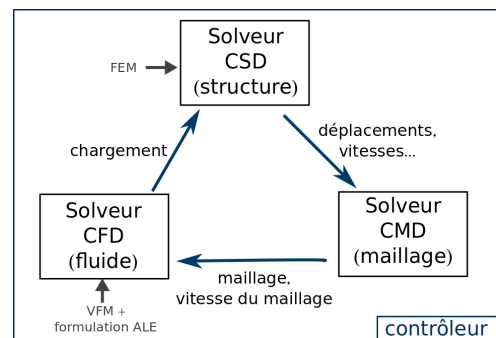 Solveur
CSD
(structure)
FEM
déplacements,
vitesses...
chargement
Solveur
CFD
(fluide)
Solveur
CMD
(maillage)
maillage,
vitesse du maillage
VFM +
formulation ALE
contrôleur